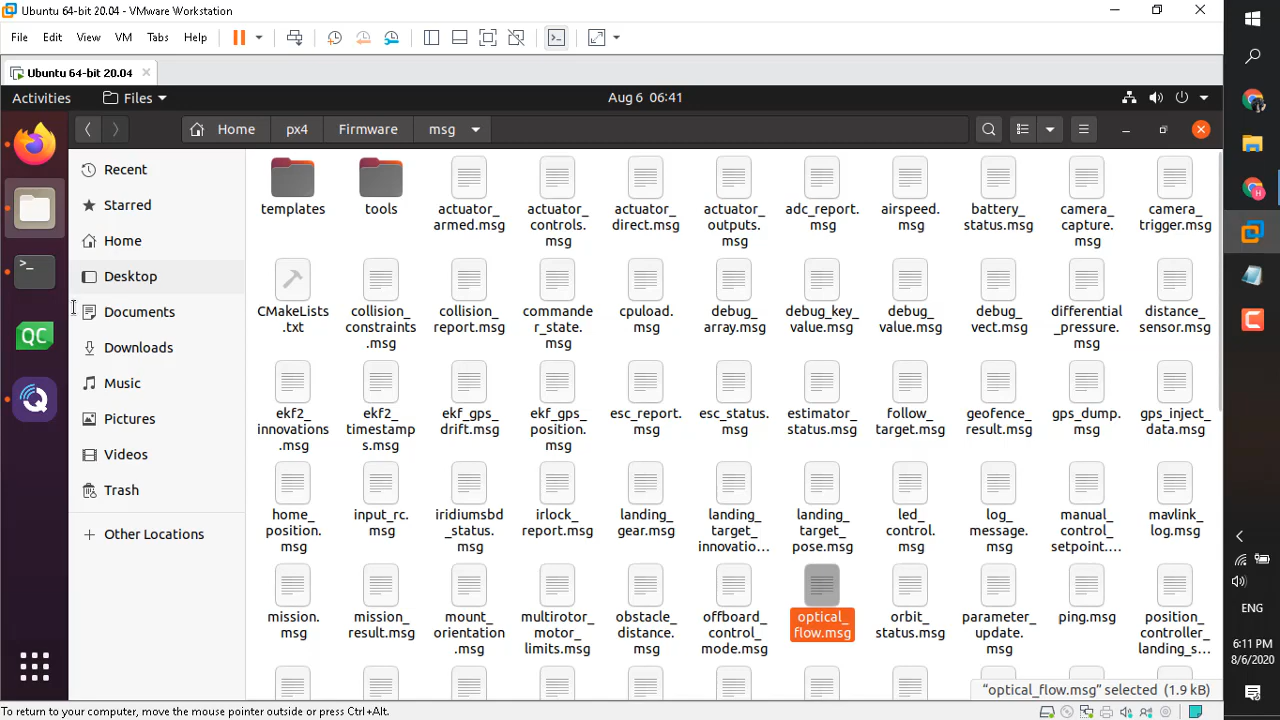 Ubuntu 64-bit 20.04 - VMware Workstation
File Edit View VM Tabs Help
Ubuntu 64-bit 20.04
Activities Files Aug 6 06:41
Home px4 Firmware msg
Recent
Starred
Home
Desktop
Documents
Downloads
Music
Pictures
Videos
Trash
Other Locations
QC
templates tools actuator_ actuator_ actuator_ actuator_ adc_report. airspeed. battery_ camera_ camera_
armed.msg controls. direct.msg outputs. msg msg status.msg capture. trigger.msg
msg msg msg
CMakeLists collision_ collision_ commande cpuload. debug_ debug_key_ debug_ debug_ differential distance_
.txt constraints report.msg r_state. msg array.msg value.msg value.msg vect.msg _pressure. sensor.msg
.msg msg msg
ekf2_ ekf2_ ekf_gps_ ekf_gps_ esc_report. esc_status. estimator_ follow_ geofence_ gps_dump. gps_inject_
innovations timestamp drift.msg position. msg msg status.msg target.msg result.msg msg data.msg
.msg s.msg msg
home_ input_rc. iridiumsbd irlock_ landing_ landing_ landing_ led_ log_ manual_ mavlink_
position. msg _status. report.msg gear.msg target_ target_ control. message. control_ log.msg
msg msg innovatio... pose.msg msg msg setpoint....
mission. mission_ mount_ multirotor_ obstacle_ offboard_ optical_ orbit_ parameter_ ping.msg position_
msg result.msg orientation motor_ distance. control_ flow.msg status.msg update. controller_
.msg limits.msg msg mode.msg msg landing_s...
"optical_flow.msg" selected (1.9 kB)
To return to your computer, move the mouse pointer outside or press Ctrl+Alt.
ENG
6:11 PM
8/6/2020